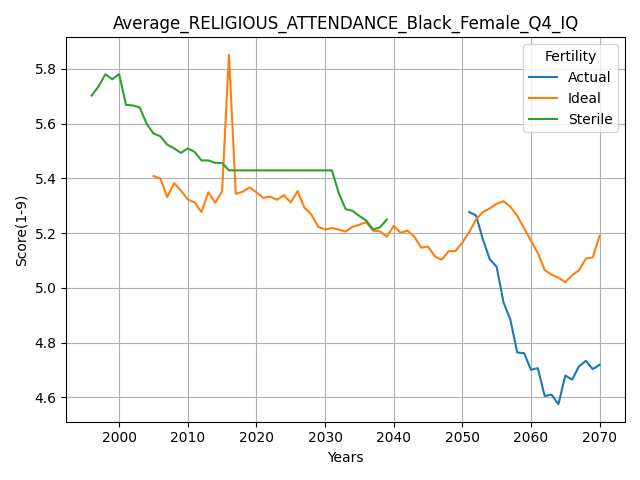 Average_RELIGIOUS_ATTENDANCE_Black_Female_Q4_IQ
Fertility
Actual
Ideal
Sterile
Score(1-9)
5.8
5.6
5.4
5.2
5.0
4.8
4.6
2000 2010 2020 2030 2040 2050 2060 2070
Years